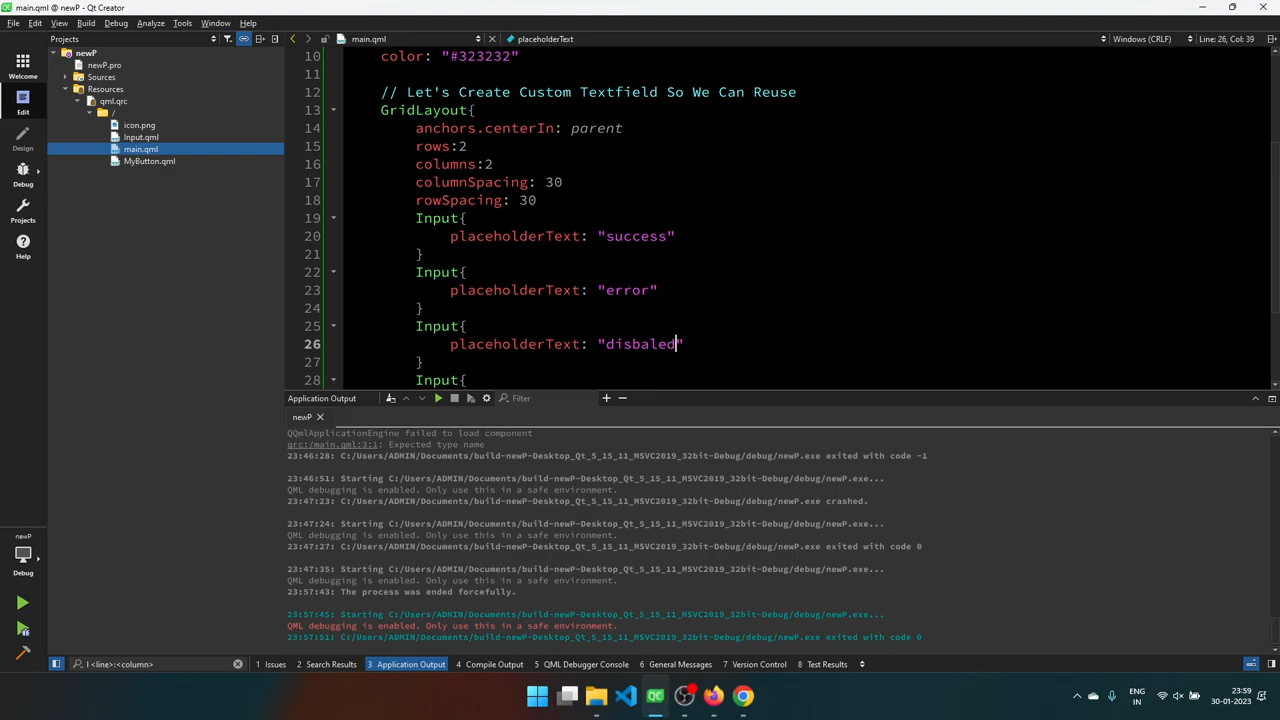 main.qml @ newP - Qt Creator
File Edit View Build Debug Analyze Tools Window Help
Projects
main.qml
placeholderText
Windows (CRLF)
Line: 26, Col: 39
Welcome
Edit
Design
Debug
Projects
Help
newP
Debug
newP
newP.pro
Sources
Resources
qml.qrc
/
icon.png
Input.qml
main.qml
MyButton.qml
10 color: "#323232"
11
12 // Let's Create Custom Textfield So We Can Reuse
13 GridLayout{
14 anchors.centerIn: parent
15 rows:2
16 columns:2
17 columnSpacing: 30
18 rowSpacing: 30
19 Input{
20 placeholderText: "success"
21 }
22 Input{
23 placeholderText: "error"
24 }
25 Input{
26 placeholderText: "disbaled"
27 }
28 Input{
Application Output
Filter
newP
QQmlApplicationEngine failed to load component
qrc:/main.qml:3:1: Expected type name
23:46:28: C:/Users/ADMIN/Documents/build-newP-Desktop_Qt_5_15_11_MSVC2019_32bit-Debug/debug/newP.exe exited with code -1
23:46:51: Starting C:/Users/ADMIN/Documents/build-newP-Desktop_Qt_5_15_11_MSVC2019_32bit-Debug/debug/newP.exe...
QML debugging is enabled. Only use this in a safe environment.
23:47:23: C:/Users/ADMIN/Documents/build-newP-Desktop_Qt_5_15_11_MSVC2019_32bit-Debug/debug/newP.exe crashed.
23:47:24: Starting C:/Users/ADMIN/Documents/build-newP-Desktop_Qt_5_15_11_MSVC2019_32bit-Debug/debug/newP.exe...
QML debugging is enabled. Only use this in a safe environment.
23:47:27: C:/Users/ADMIN/Documents/build-newP-Desktop_Qt_5_15_11_MSVC2019_32bit-Debug/debug/newP.exe exited with code 0
23:47:35: Starting C:/Users/ADMIN/Documents/build-newP-Desktop_Qt_5_15_11_MSVC2019_32bit-Debug/debug/newP.exe...
QML debugging is enabled. Only use this in a safe environment.
23:57:43: The process was ended forcefully.
23:57:45: Starting C:/Users/ADMIN/Documents/build-newP-Desktop_Qt_5_15_11_MSVC2019_32bit-Debug/debug/newP.exe...
QML debugging is enabled. Only use this in a safe environment.
23:57:51: C:/Users/ADMIN/Documents/build-newP-Desktop_Qt_5_15_11_MSVC2019_32bit-Debug/debug/newP.exe exited with code 0
l <line>:<column>
1 Issues 2 Search Results 3 Application Output 4 Compile Output 5 QML Debugger Console 6 General Messages 7 Version Control 8 Test Results
QC
ENG
IN
23:59
30-01-2023